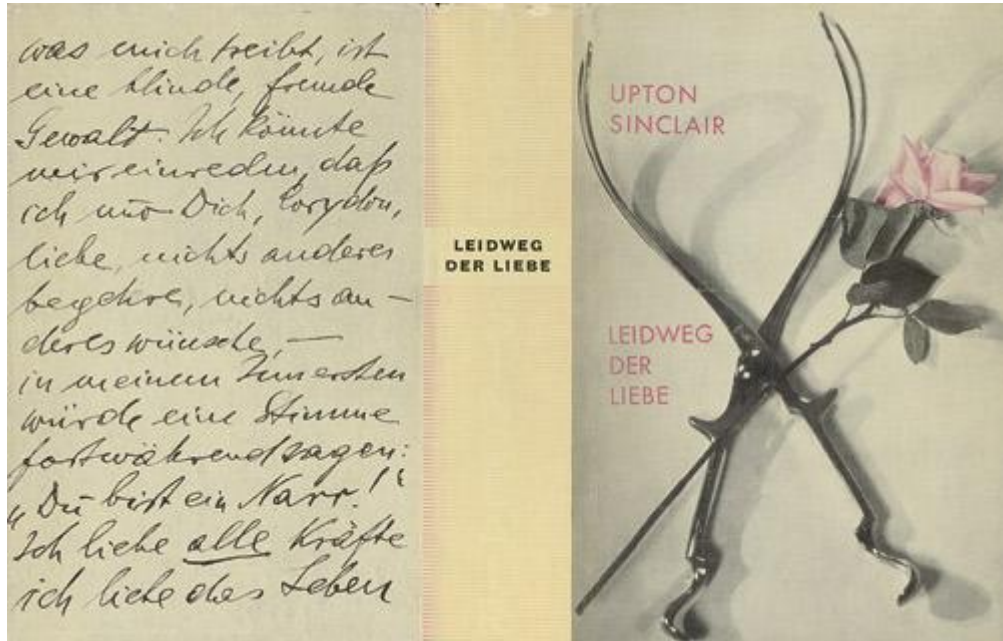 was mich treibt, ist
eine blinde, fremde
Gewalt. Ich könnte
mir einreden, daß
ich nur Dich, Corydon,
liebe, nichts anderes
begehre, nichts an –
deres wünsche, –
in meinem Innersten
würde eine Stimme
fortwährend sagen:
„Du bist ein Narr!“
Ich liebe alle Kräfte
ich liebe das Leben
LEIDWEG
DER LIEBE
UPTON
SINCLAIR
LEIDWEG
DER
LIEBE